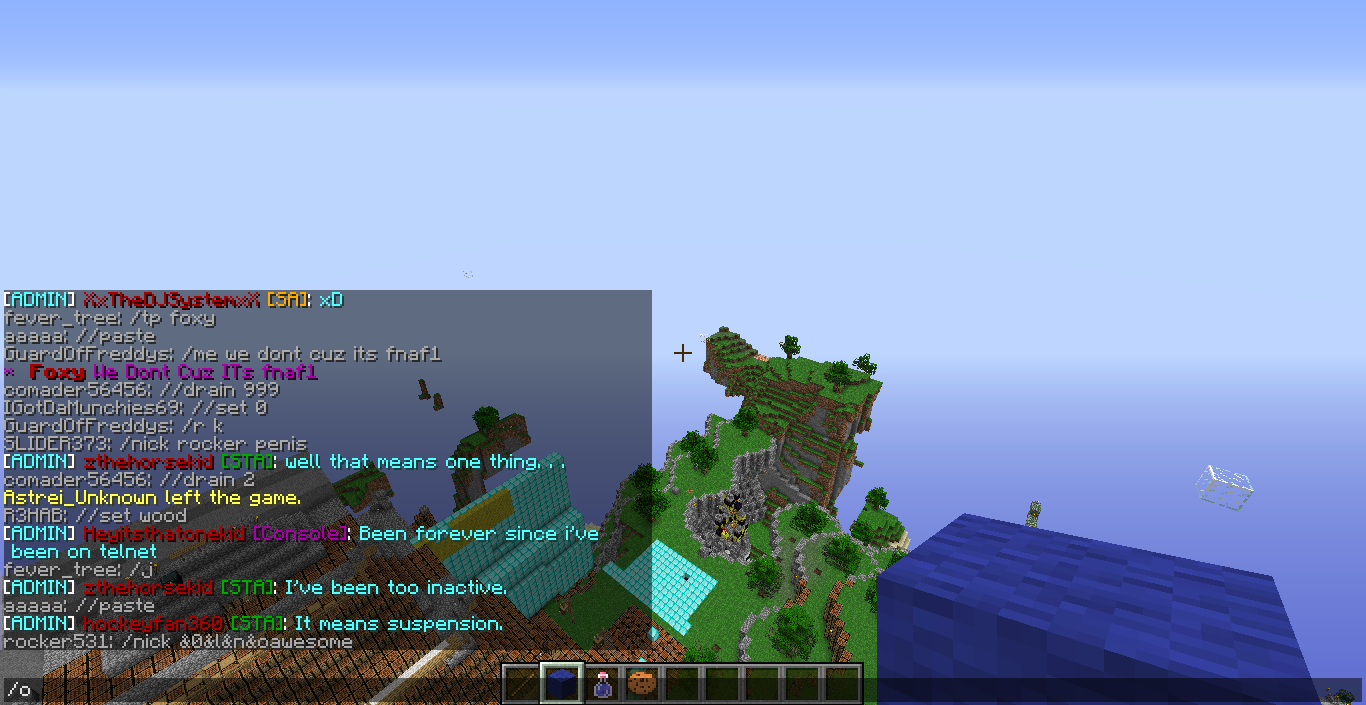 [ADMIN] XxTheDJSystemxX [SA]: xD
fever_tree: /tp foxy
aaaaa: //paste
GuardOfFreddys: /me we dont cuz its fnaf1
* Foxy We Dont Cuz ITs fnaf1
comader56456: //drain 999
IGotDaMunchies69: //set 0
GuardOfFreddys: //r k
SLIDER373: /nick rocker penis
[ADMIN] zthehorsekid [STA]: well that means one thing. . .
comader56456: //drain 2
Astrei_Unknown left the game.
R3HAB: //set wood
[ADMIN] Heyitsthatonekid [Console]: Been forever since i've
been on telnet
fever_tree: /j
[ADMIN] zthehorsekid [STA]: I've been too inactive.
aaaaa: //paste
[ADMIN] hockeyfan360 [STA]: It means suspension.
rocker531: /nick &0&l&n&oawesome
/o